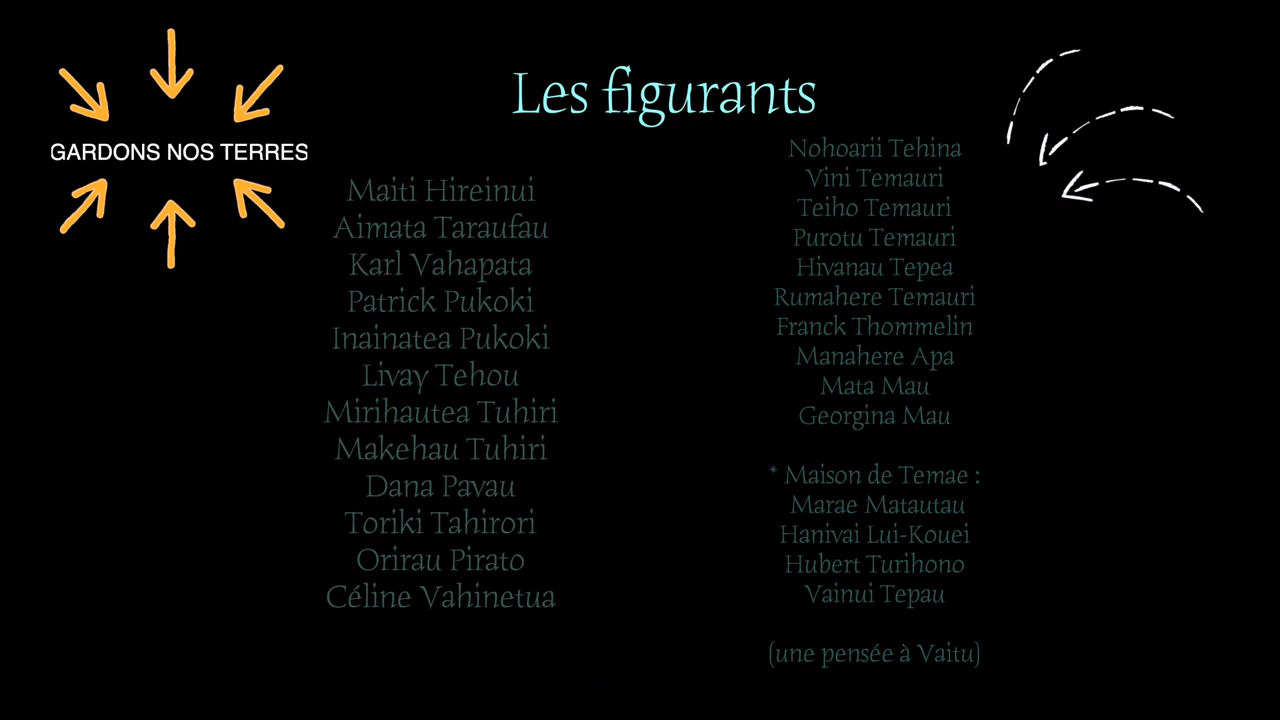 Les figurants
GARDONS NOS TERRES
Maiti Hireinui
Aimata Taraufau
Karl Vahapata
Patrick Pukoki
Inainatea Pukoki
Livay Tehou
Mirihautea Tuhiri
Makehau Tuhiri
Dana Pavau
Toriki Tahirori
Orirau Pirato
Céline Vahinetua
Nohoarii Tehina
Vini Temauri
Teiho Temauri
Purotu Temauri
Hivanau Tepea
Rumahere Temauri
Franck Thommelin
Manahere Apa
Mata Mau
Georgina Mau
* Maison de Temae :
Marae Matautau
Hanivai Lui-Kouei
Hubert Turihono
Vainui Tepau
(une pensée à Vaitu)